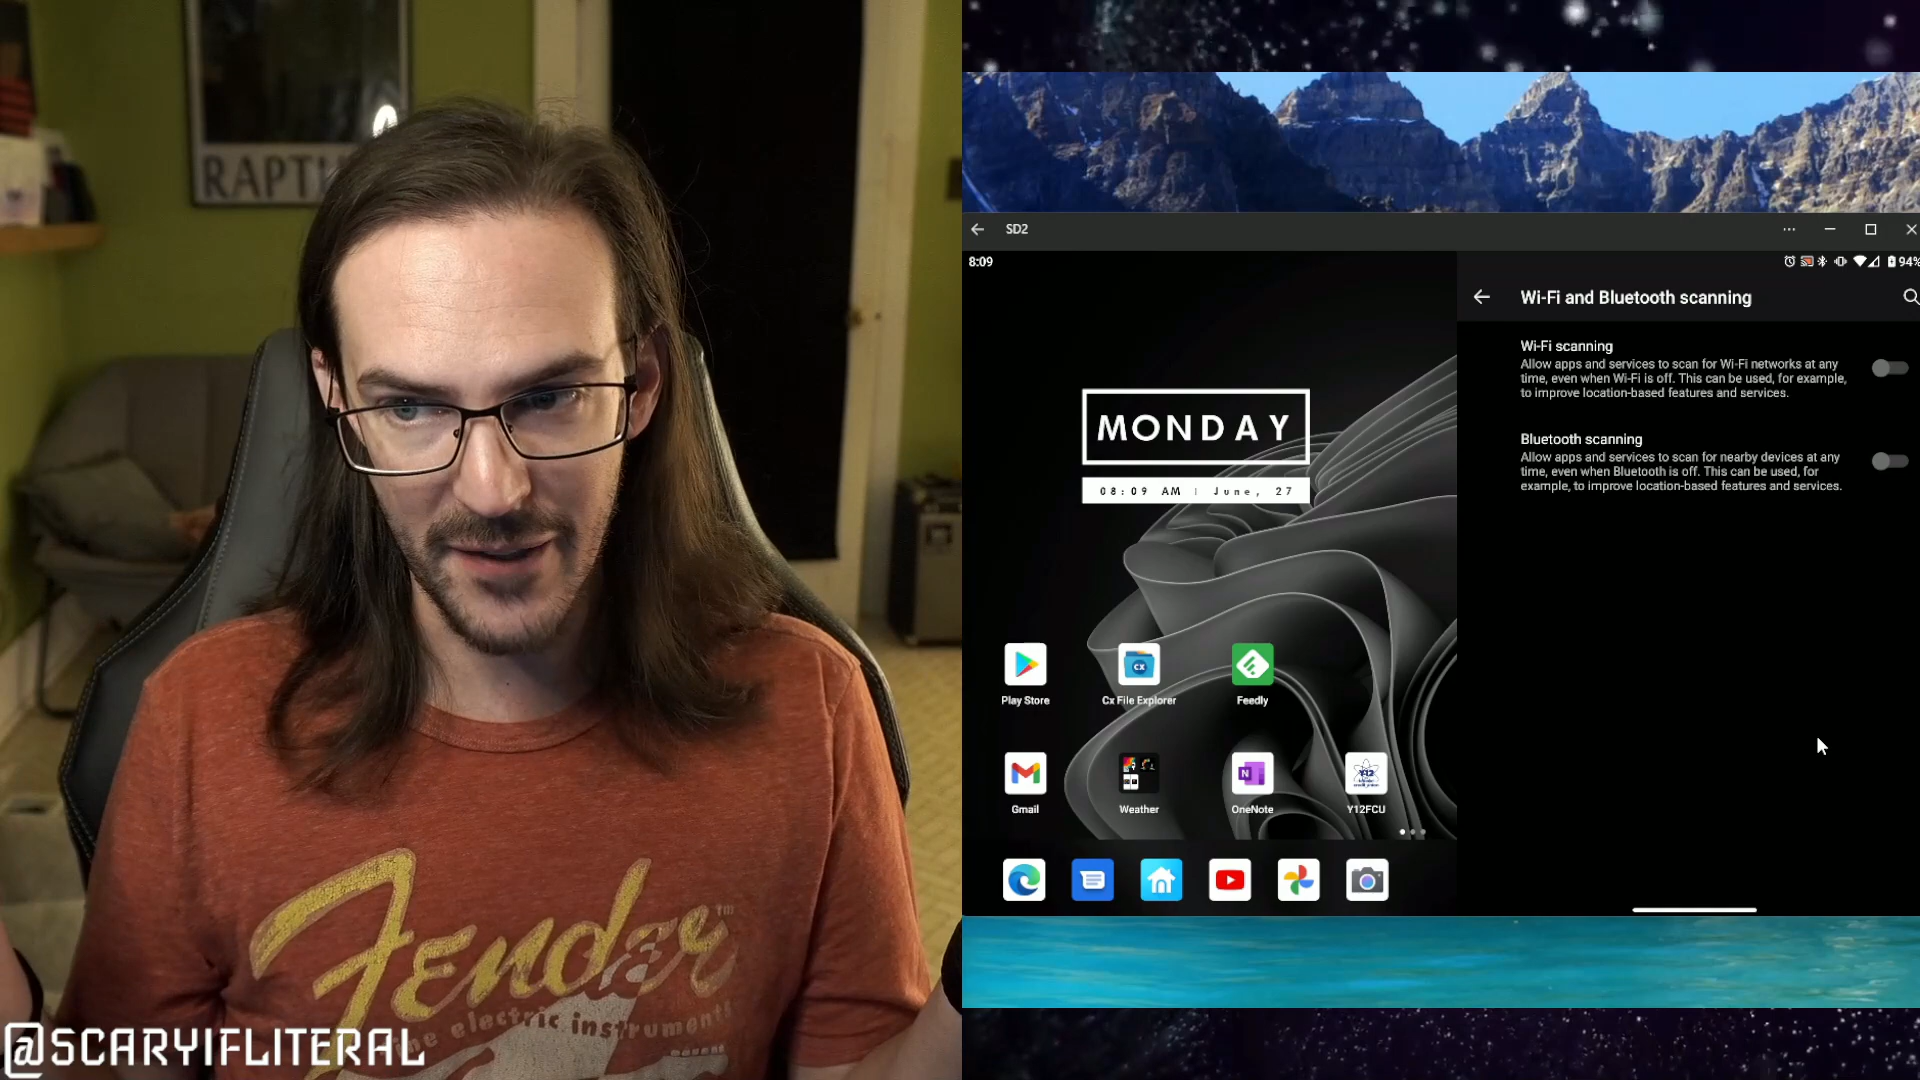 RAPTU
Fender
™
ne electric instruments
@SCARYIFLITERAL
SD2
8:09
94%
Wi-Fi and Bluetooth scanning
Wi-Fi scanning
Allow apps and services to scan for Wi-Fi networks at any
time, even when Wi-Fi is off. This can be used, for example,
to improve location-based features and services.
Bluetooth scanning
Allow apps and services to scan for nearby devices at any
time, even when Bluetooth is off. This can be used, for
example, to improve location-based features and services.
MONDAY
08:09 AM | June, 27
Play Store
Cx File Explorer
Feedly
Gmail
Weather
OneNote
Y12FCU
CX
N
Y12